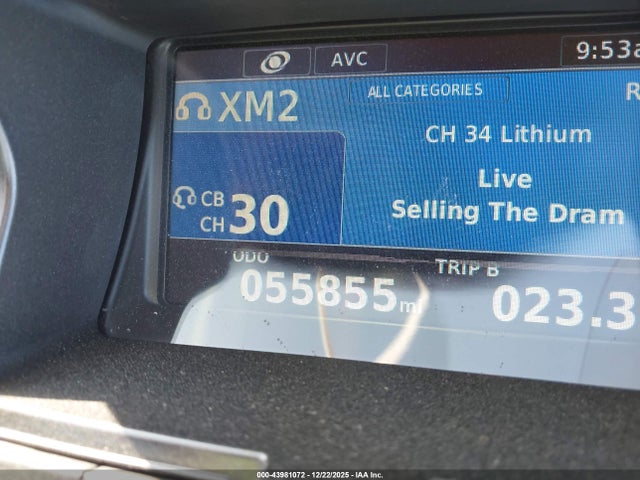 AVC 9:53a
XM2 ALL CATEGORIES R
CH 34 Lithium
CB
CH 30
Live
Selling The Dram
ODO TRIP B
055855 mi 023.3
000-43981072 12/22/2025 IAA Inc.